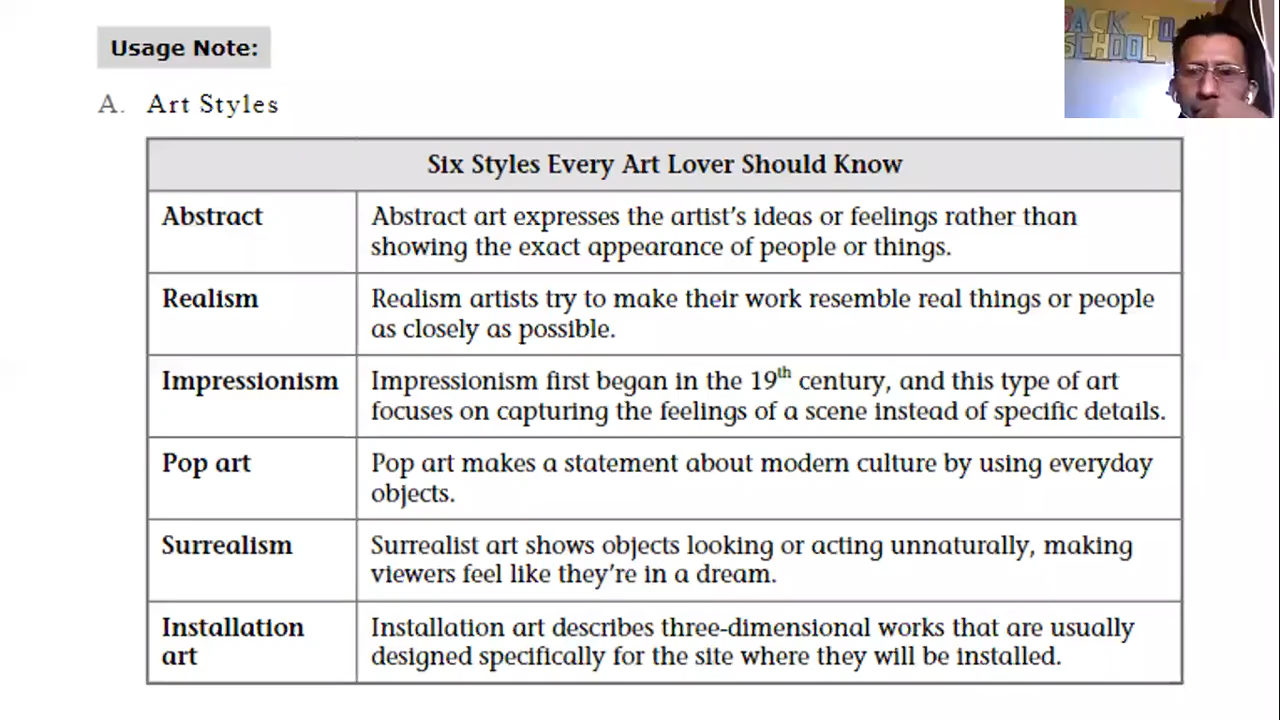 Usage Note:
BACK TO
SCHOOL
A. Art Styles
Six Styles Every Art Lover Should Know
Abstract
Abstract art expresses the artist's ideas or feelings rather than
showing the exact appearance of people or things.
Realism
Realism artists try to make their work resemble real things or people
as closely as possible.
Impressionism
Impressionism first began in the 19th century, and this type of art
focuses on capturing the feelings of a scene instead of specific details.
Pop art
Pop art makes a statement about modern culture by using everyday
objects.
Surrealism
Surrealist art shows objects looking or acting unnaturally, making
viewers feel like they're in a dream.
Installation
art
Installation art describes three-dimensional works that are usually
designed specifically for the site where they will be installed.